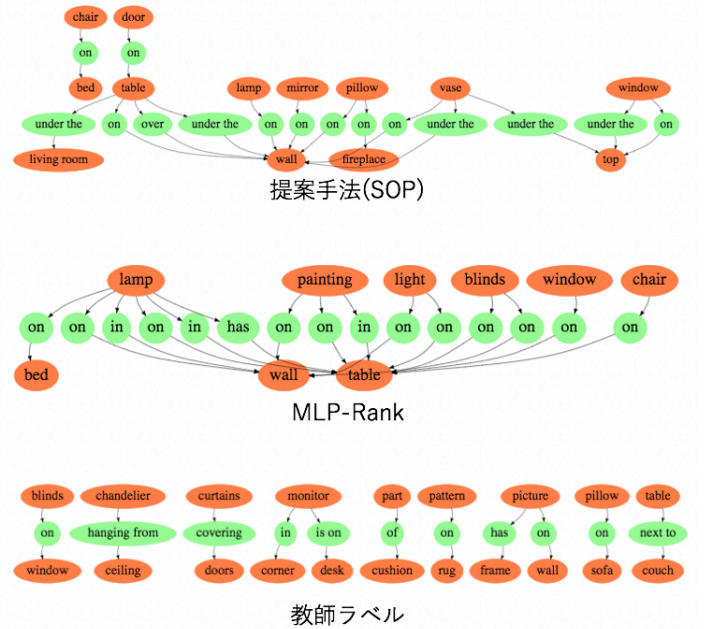 chair door
on on
bed table lamp mirror pillow vase window
under the on over under the on on on on on under the under the under the on
living room wall fireplace top
提案手法(SOP)
lamp painting light blinds window chair
on on in on in has on on in on on on on on on
bed wall table
MLP-Rank
blinds chandelier curtains monitor part pattern picture pillow table
on hanging from covering in is on of on has on on next to
window ceiling doors corner desk cushion rug frame wall sofa couch
教師ラベル